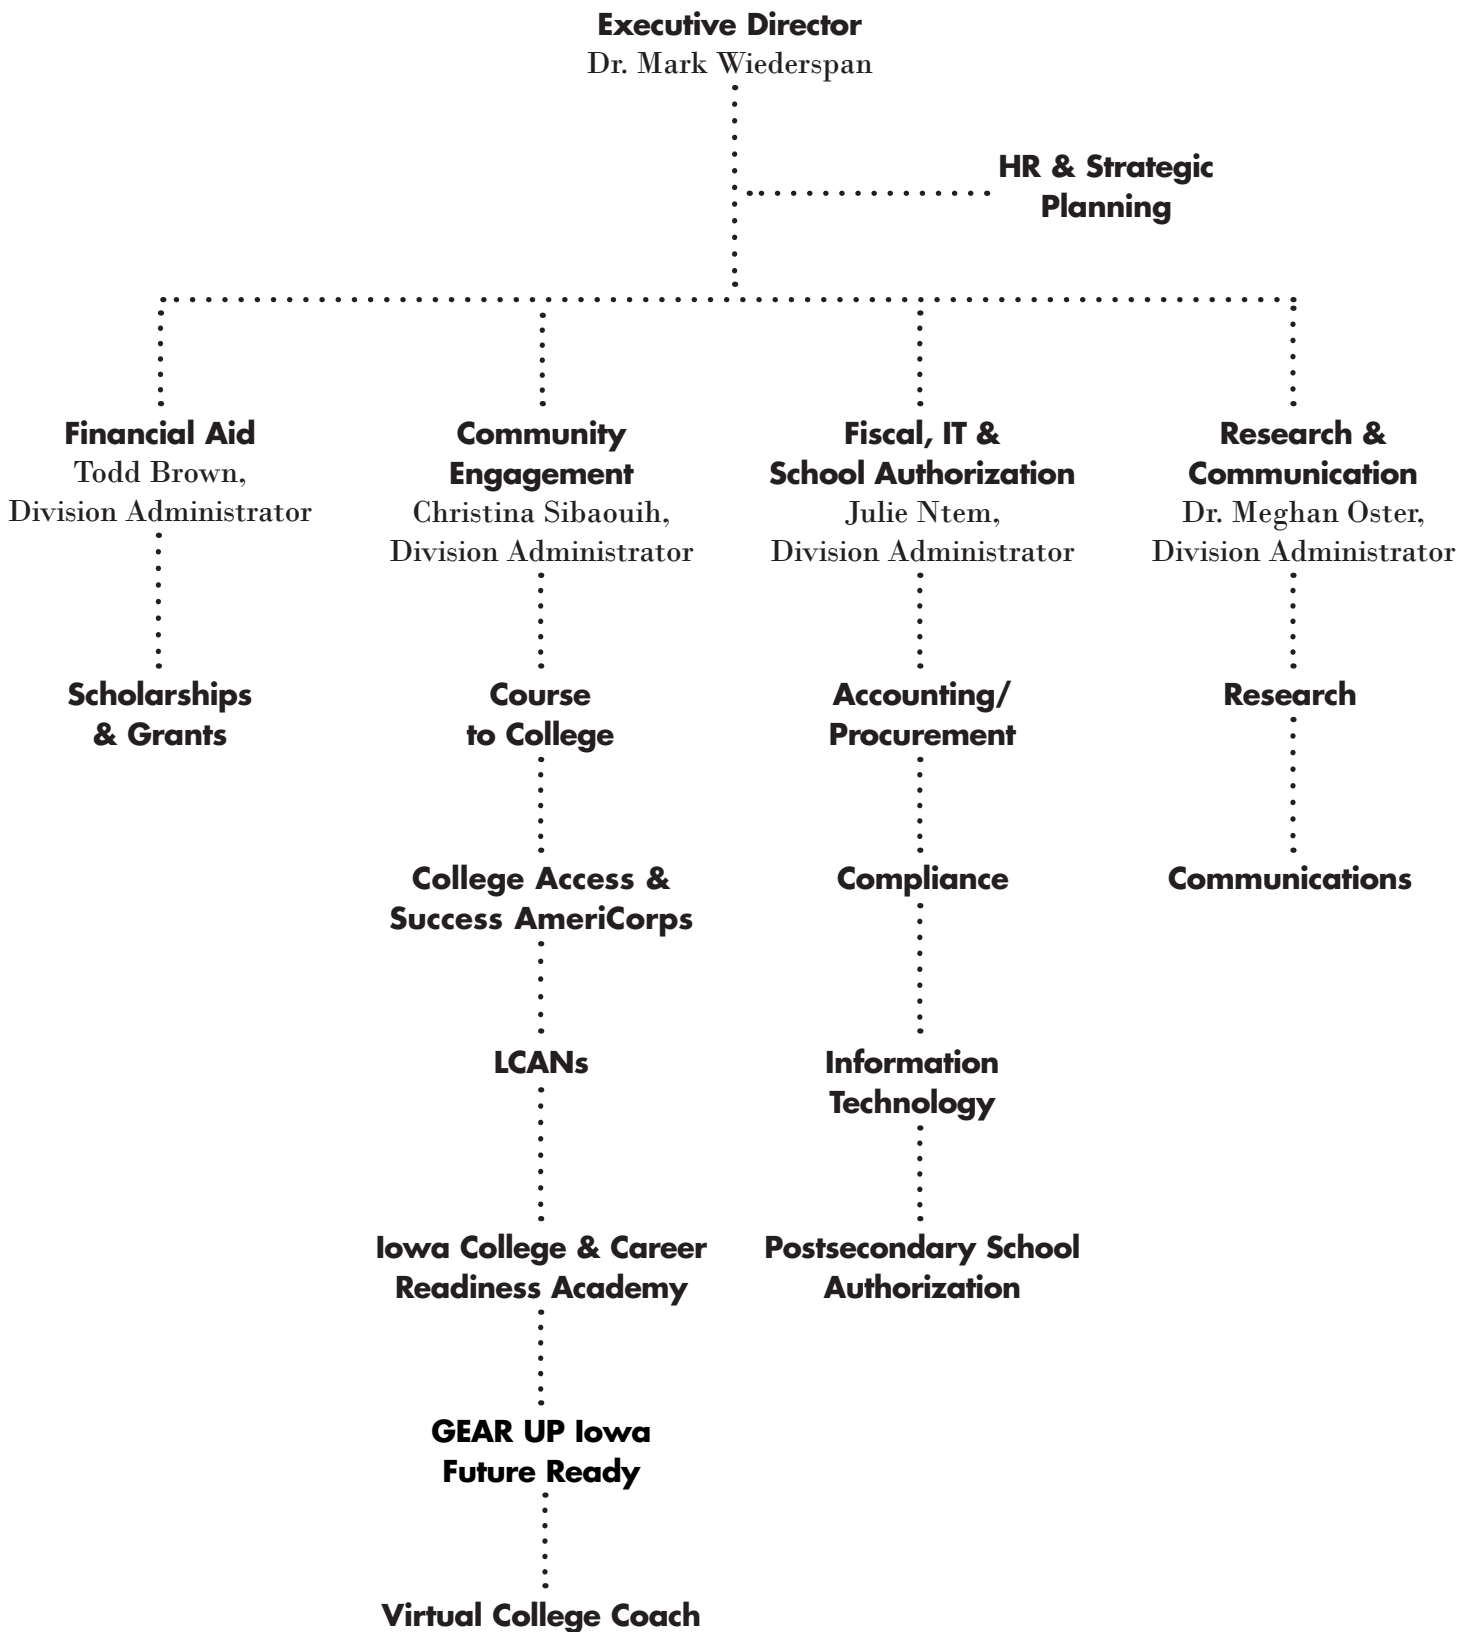 Executive Director
Dr. Mark Wiederspan
HR & Strategic
Planning
Financial Aid
Todd Brown,
Division Administrator
Community
Engagement
Christina Sibaouih,
Division Administrator
Fiscal, IT &
School Authorization
Julie Ntem,
Division Administrator
Research &
Communication
Dr. Meghan Oster,
Division Administrator
Scholarships
& Grants
Course
to College
Accounting/
Procurement
Research
College Access &
Success AmeriCorps
Compliance
Communications
LCANs
Information
Technology
Iowa College & Career
Readiness Academy
Postsecondary School
Authorization
GEAR UP Iowa
Future Ready
Virtual College Coach